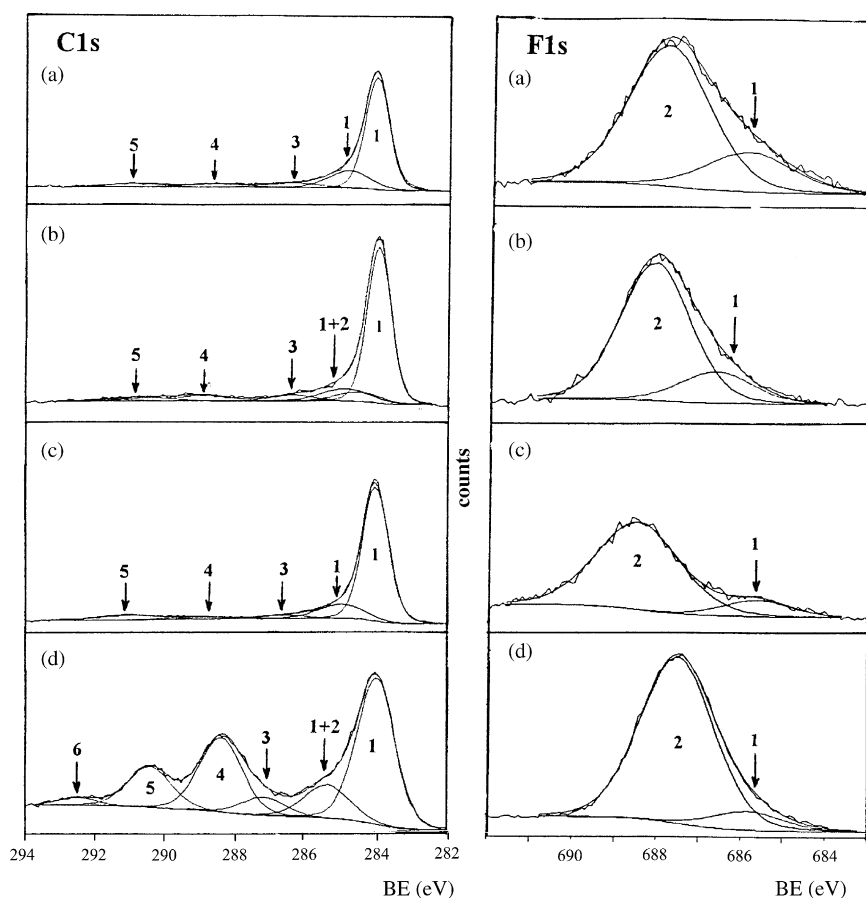 C1s
(a)
5 4 3 1 1
(b)
5 4 3 1+2 1
(c)
5 4 3 1 1
(d)
6 5 4 3 1+2 1
294 292 290 288 286 284 282
BE (eV)
counts
F1s
(a)
2 1
(b)
2 1
(c)
2 1
(d)
2 1
690 688 686 684
BE (eV)